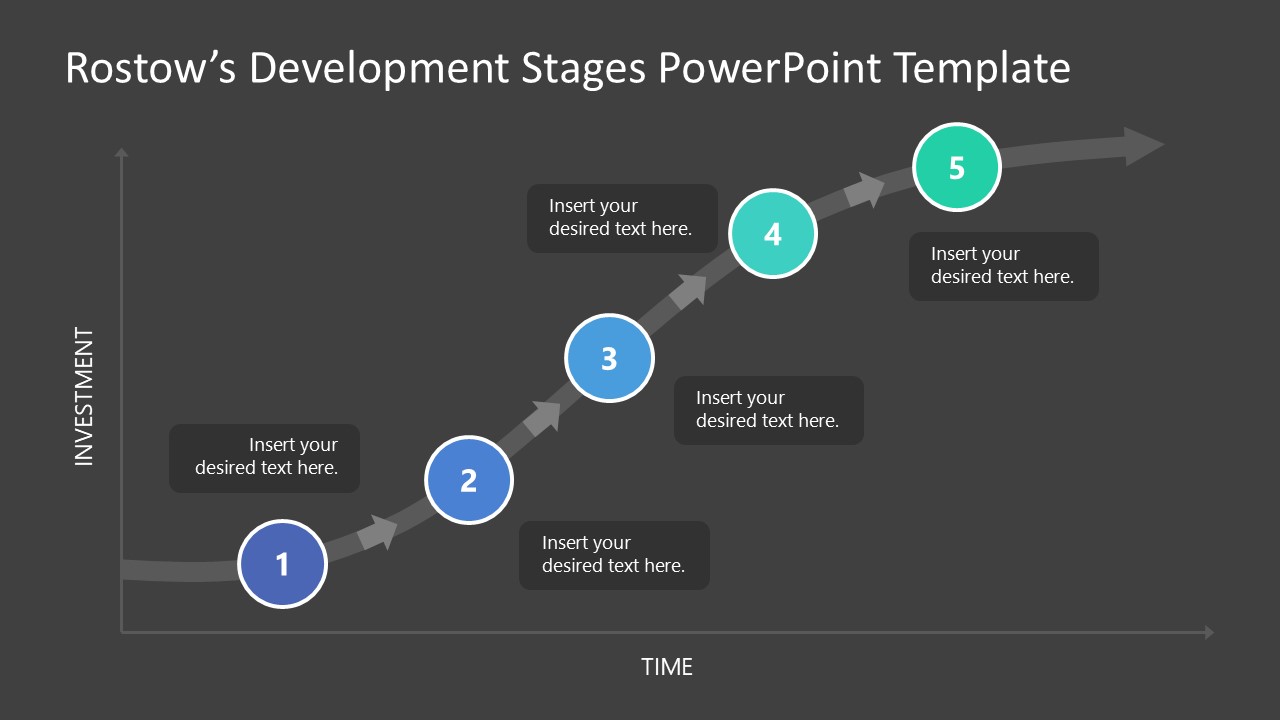 Rostow’s Development Stages PowerPoint Template
INVESTMENT
Insert your
desired text here.
1
2
Insert your
desired text here.
3
Insert your
desired text here.
Insert your
desired text here.
4
5
Insert your
desired text here.
TIME